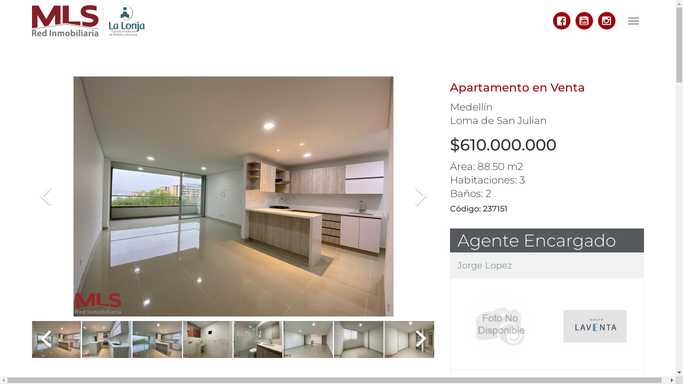 MLS
Red Inmobiliaria
La Lonja
Apartamento en Venta
Medellín
Loma de San Julian
$610.000.000
Área: 88.50 m2
Habitaciones: 3
Baños: 2
Código: 237151
Agente Encargado
Jorge Lopez
Foto No
Disponible
LAVENTA
MLS
Red Inmobiliaria